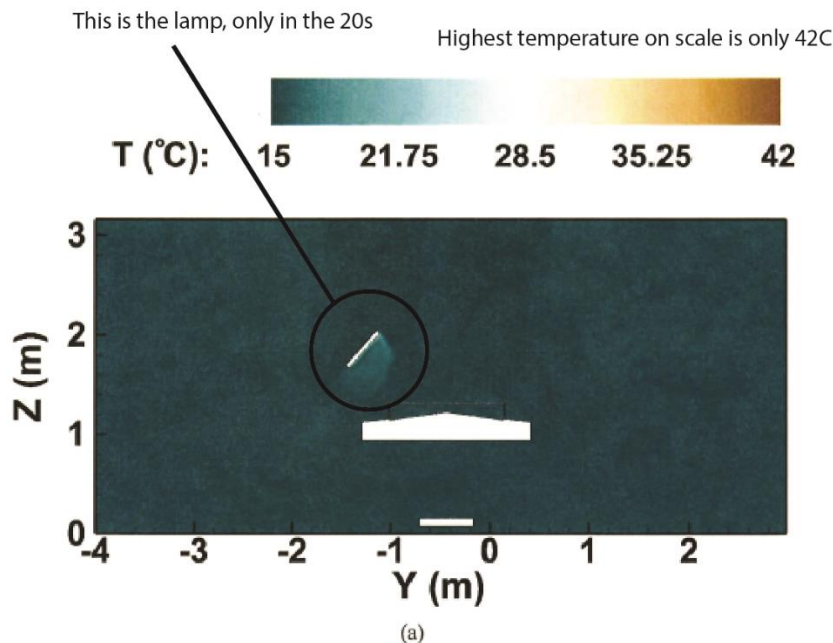 This is the lamp, only in the 20s
Highest temperature on scale is only 42C
T (°C): 15 21.75 28.5 35.25 42
3
2
1
0
Z (m)
-4 -3 -2 -1 0 1 2
Y (m)
(a)